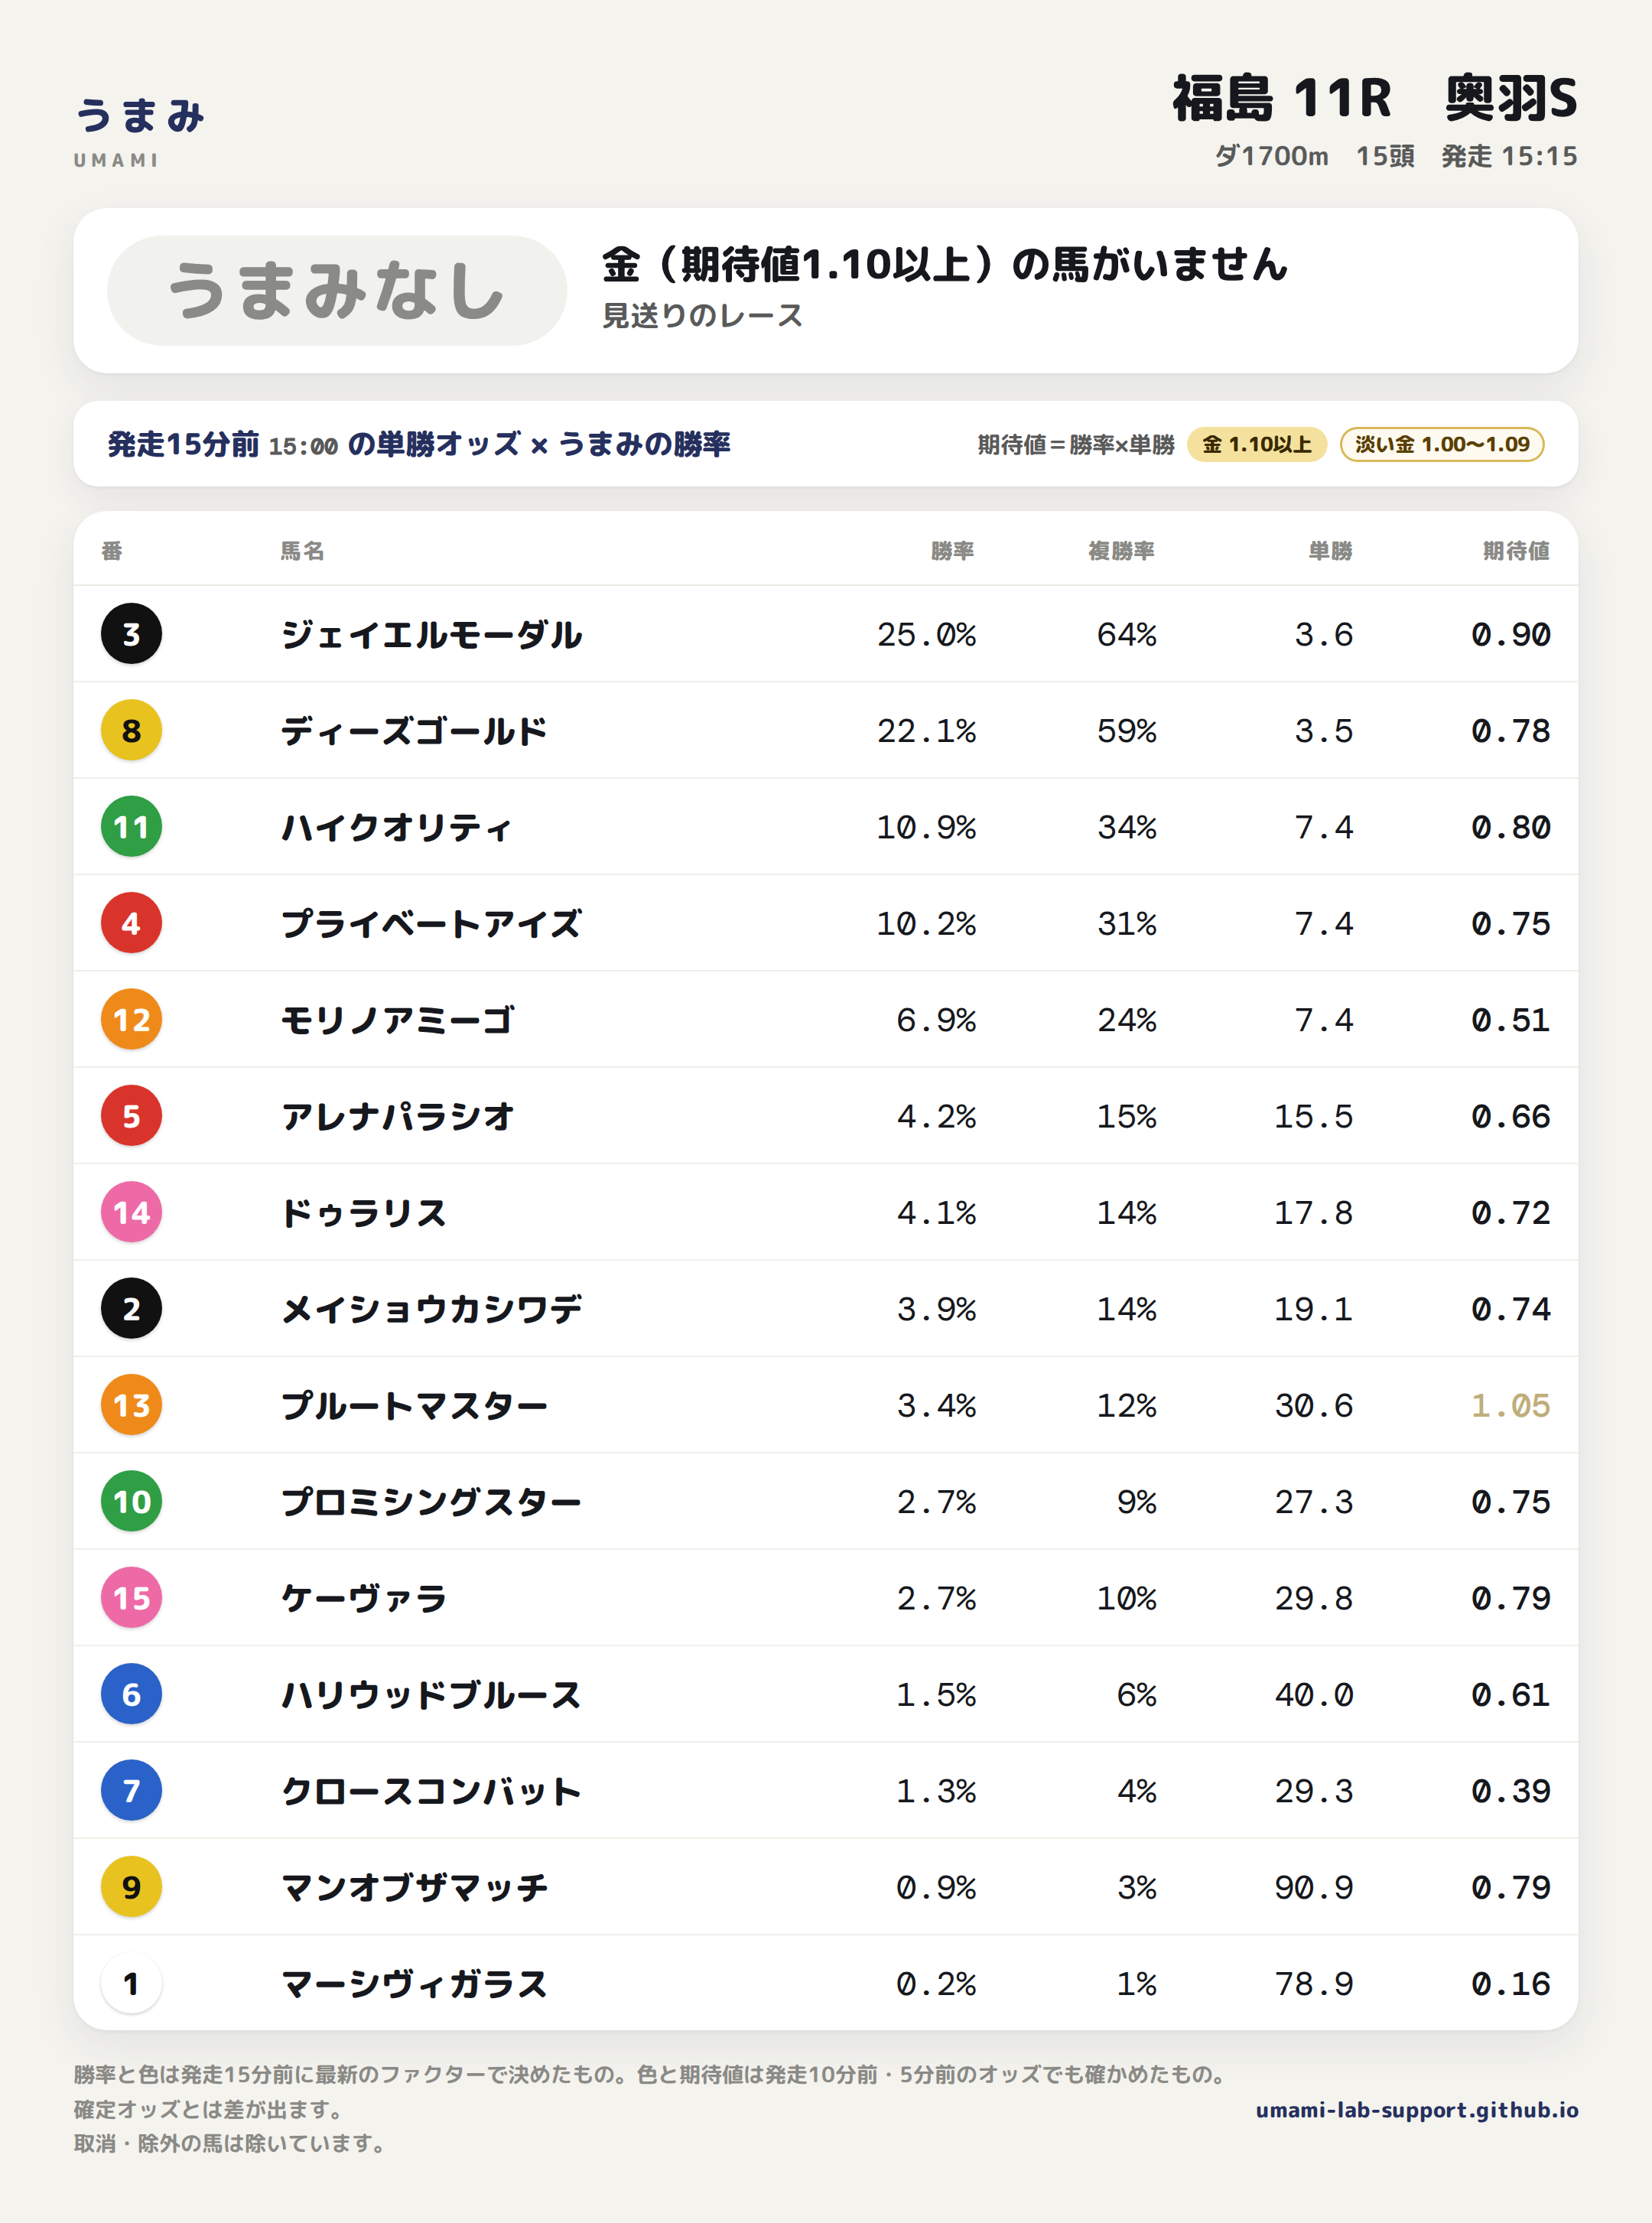 うまみ
UMAMI
福島 11R 奥羽S
ダ1700m 15頭 発走 15:15
うまみなし
金（期待値1.10以上）の馬がいません
見送りのレース
発走15分前 15:00 の単勝オッズ × うまみの勝率
期待値＝勝率×単勝 金 1.10以上 淡い金 1.00〜1.09
番 馬名 勝率 複勝率 単勝 期待値
3 ジェイエルモーダル 25.0% 64% 3.6 0.90
8 ディーズゴールド 22.1% 59% 3.5 0.78
11 ハイクオリティ 10.9% 34% 7.4 0.80
4 プライベートアイズ 10.2% 31% 7.4 0.75
12 モリノアミーゴ 6.9% 24% 7.4 0.51
5 アレナパラシオ 4.2% 15% 15.5 0.66
14 ドゥラリス 4.1% 14% 17.8 0.72
2 メイショウカシワデ 3.9% 14% 19.1 0.74
13 プルートマスター 3.4% 12% 30.6 1.05
10 プロミシングスター 2.7% 9% 27.3 0.75
15 ケーヴァラ 2.7% 10% 29.8 0.79
6 ハリウッドブルース 1.5% 6% 40.0 0.61
7 クロースコンバット 1.3% 4% 29.3 0.39
9 マンオブザマッチ 0.9% 3% 90.9 0.79
1 マーシヴィガラス 0.2% 1% 78.9 0.16
勝率と色は発走15分前に最新のファクターで決めたもの。色と期待値は発走10分前・5分前のオッズでも確かめたもの。
確定オッズとは差が出ます。
取消・除外の馬は除いています。
umami-lab-support.github.io